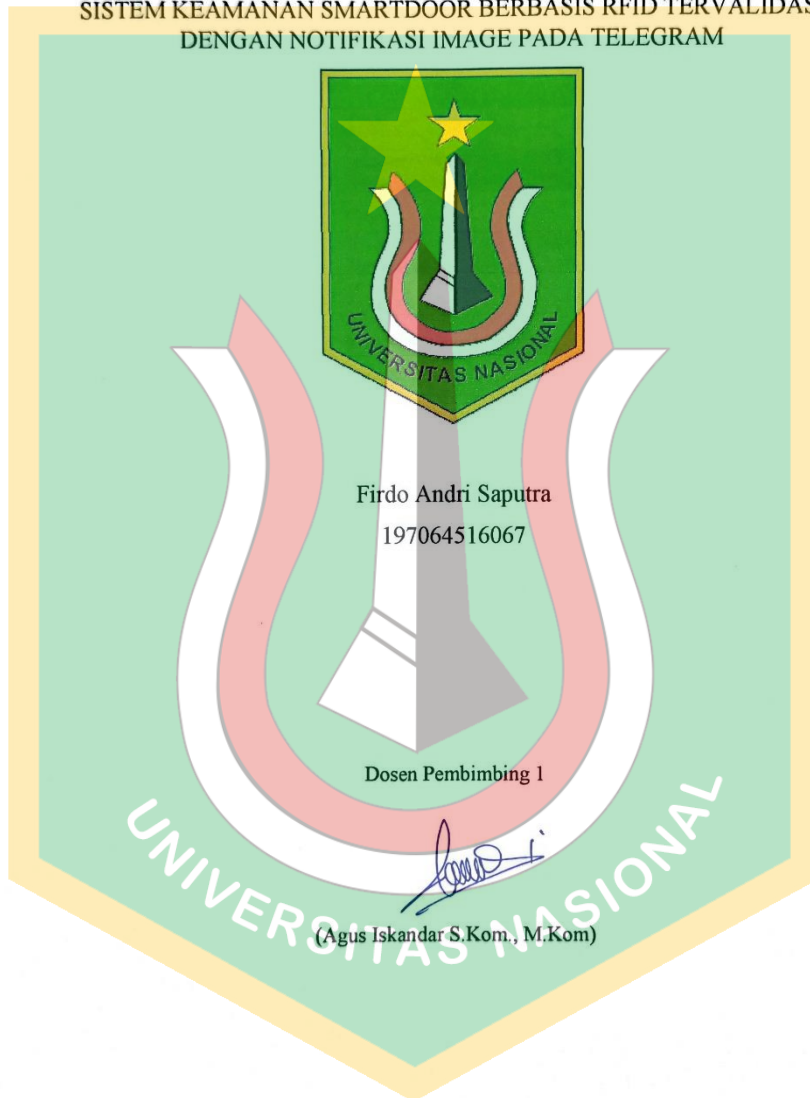 SISTEM KEAMANAN SMARTDOOR BERBASIS RFID TERVALIDAS
DENGAN NOTIFIKASI IMAGE PADA TELEGRAM
UNIVERSITAS NASIONAL
Firdo Andri Saputra
197064516067
Dosen Pembimbing 1
(Agus Iskandar S.Kom., M.Kom)
UNIVERSITAS NASIONAL